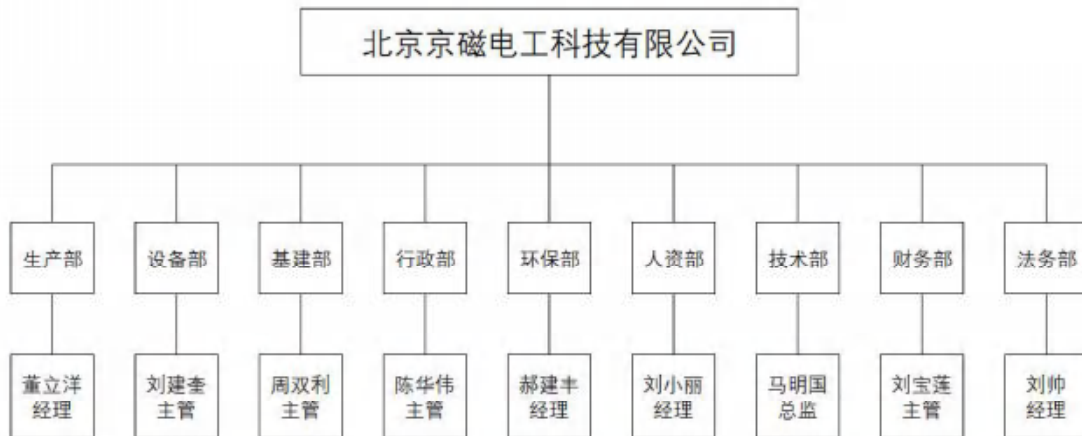 北京京磁电工科技有限公司
生产部 设备部 基建部 行政部 环保部 人资部 技术部 财务部 法务部
董立洋 刘建奎 周双利 陈华伟 郝建丰 刘小丽 马明国 刘宝莲 刘帅
经理 主管 主管 主管 经理 经理 总监 主管 经理